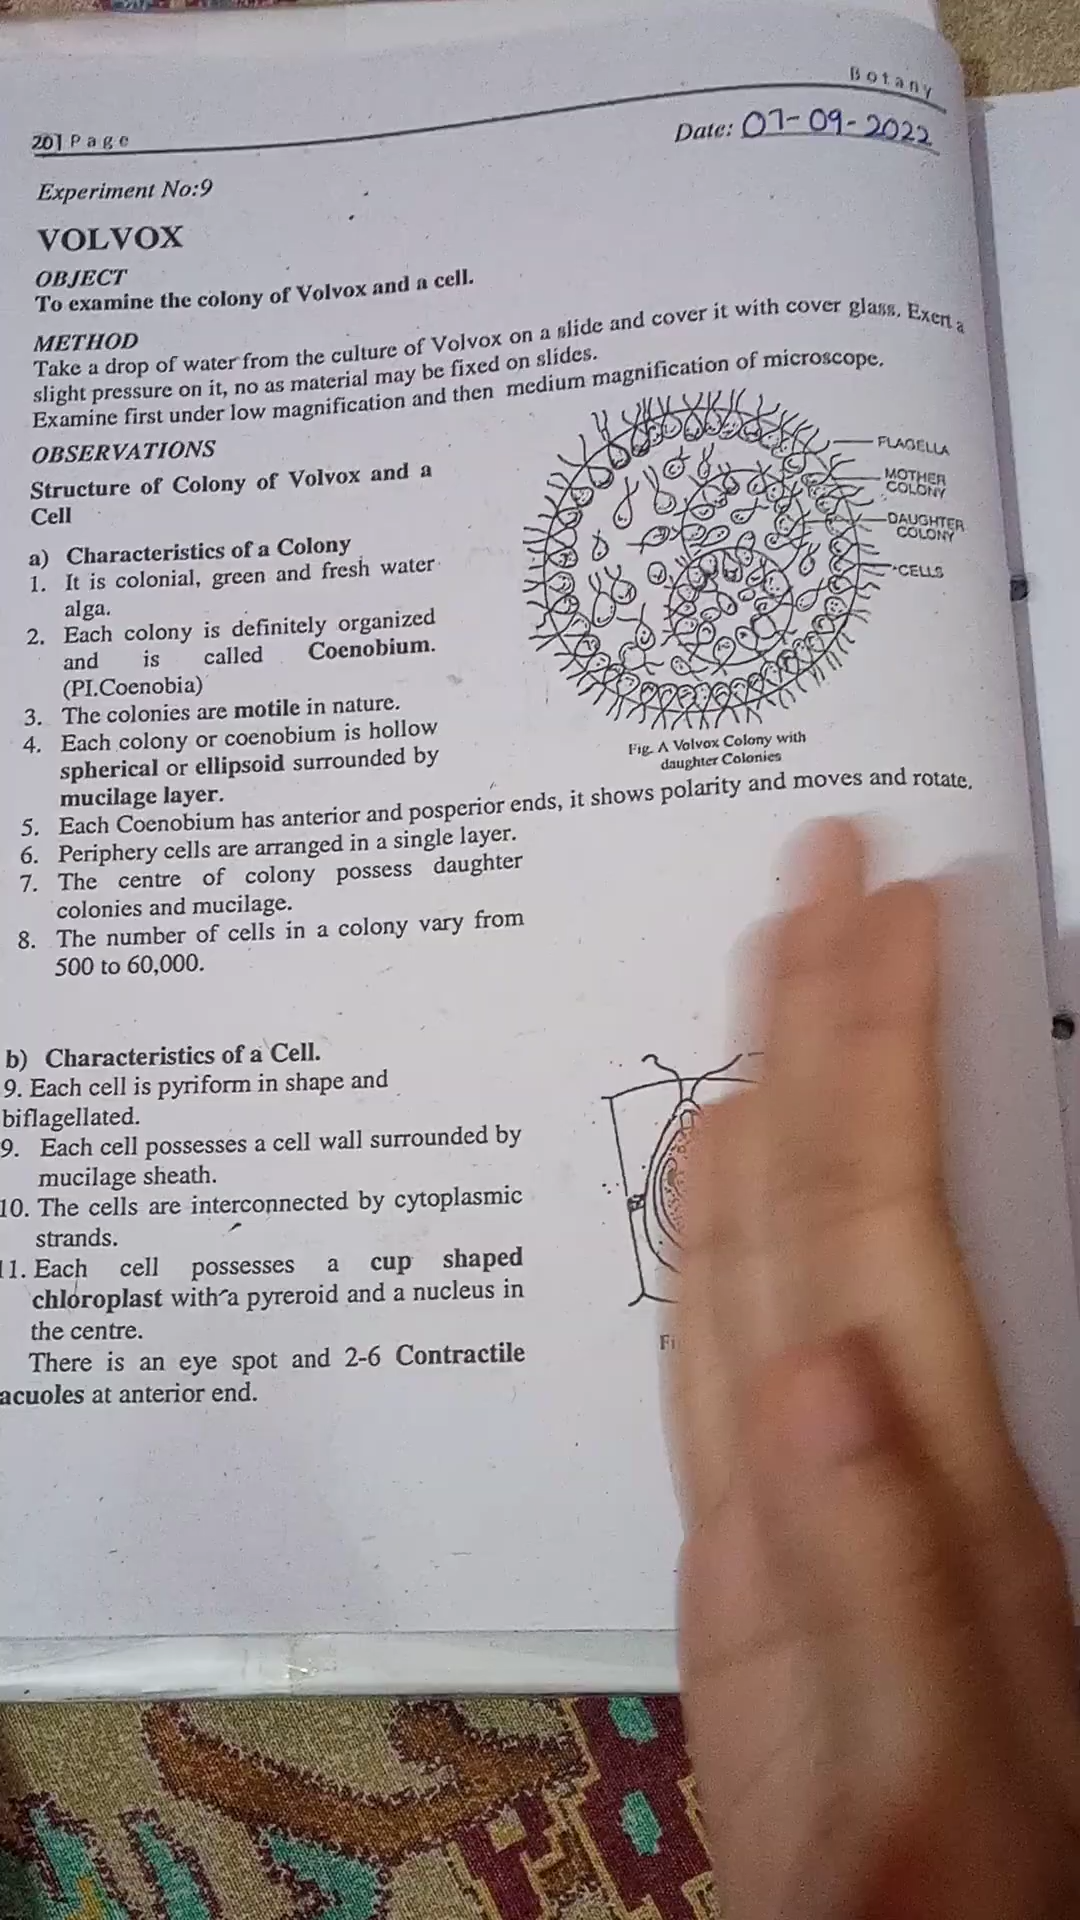 Botany
20| Page
Date: 07-09-2022
Experiment No:9
VOLVOX
OBJECT
To examine the colony of Volvox and a cell.
METHOD
Take a drop of water from the culture of Volvox on a slide and cover it with cover glass. Exert a
slight pressure on it, no as material may be fixed on slides.
Examine first under low magnification and then medium magnification of microscope.
OBSERVATIONS
Structure of Colony of Volvox and a
Cell
a) Characteristics of a Colony
1. It is colonial, green and fresh water
alga.
2. Each colony is definitely organized
and is called Coenobium.
(PI.Coenobia)
3. The colonies are motile in nature.
4. Each colony or coenobium is hollow
spherical or ellipsoid surrounded by
mucilage layer.
FLAGELLA
MOTHER
COLONY
DAUGHTER
COLONY
CELLS
Fig. A Volvox Colony with
daughter Colonies
5. Each Coenobium has anterior and posperior ends, it shows polarity and moves and rotate.
6. Periphery cells are arranged in a single layer.
7. The centre of colony possess daughter
colonies and mucilage.
8. The number of cells in a colony vary from
500 to 60,000.
b) Characteristics of a Cell.
9. Each cell is pyriform in shape and
biflagellated.
9. Each cell possesses a cell wall surrounded by
mucilage sheath.
10. The cells are interconnected by cytoplasmic
strands.
11. Each cell possesses a cup shaped
chloroplast with a pyreroid and a nucleus in
the centre.
There is an eye spot and 2-6 Contractile
acuoles at anterior end.
Fi